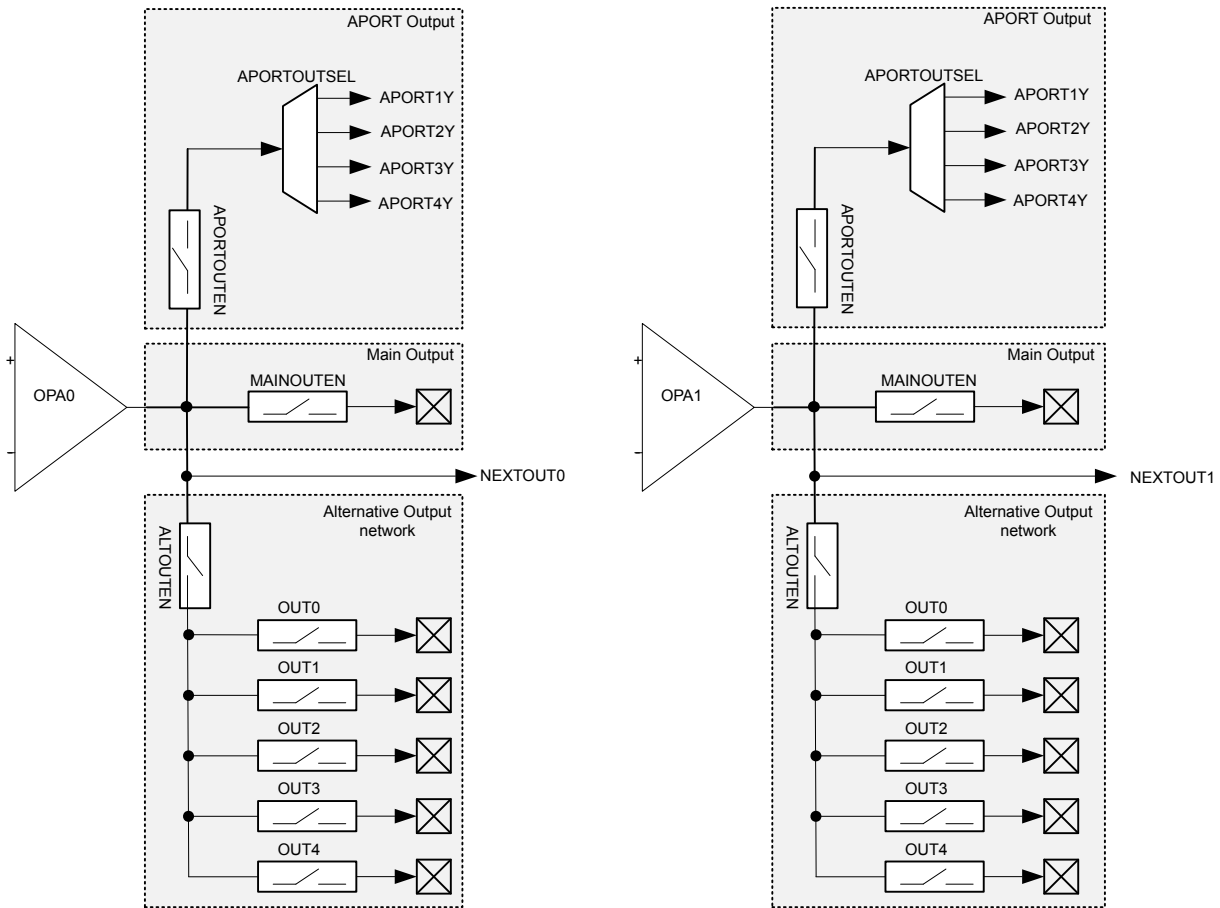 APORT Output
APORTOUTSEL
APORT1Y
APORT2Y
APORT3Y
APORT4Y
APORTOUTEN
Main Output
MAINOUTEN
+
OPA0
-
NEXTOUT0
Alternative Output
network
ALTOUTEN
OUT0
OUT1
OUT2
OUT3
OUT4
APORT Output
APORTOUTSEL
APORT1Y
APORT2Y
APORT3Y
APORT4Y
APORTOUTEN
Main Output
MAINOUTEN
+
OPA1
-
NEXTOUT1
Alternative Output
network
ALTOUTEN
OUT0
OUT1
OUT2
OUT3
OUT4